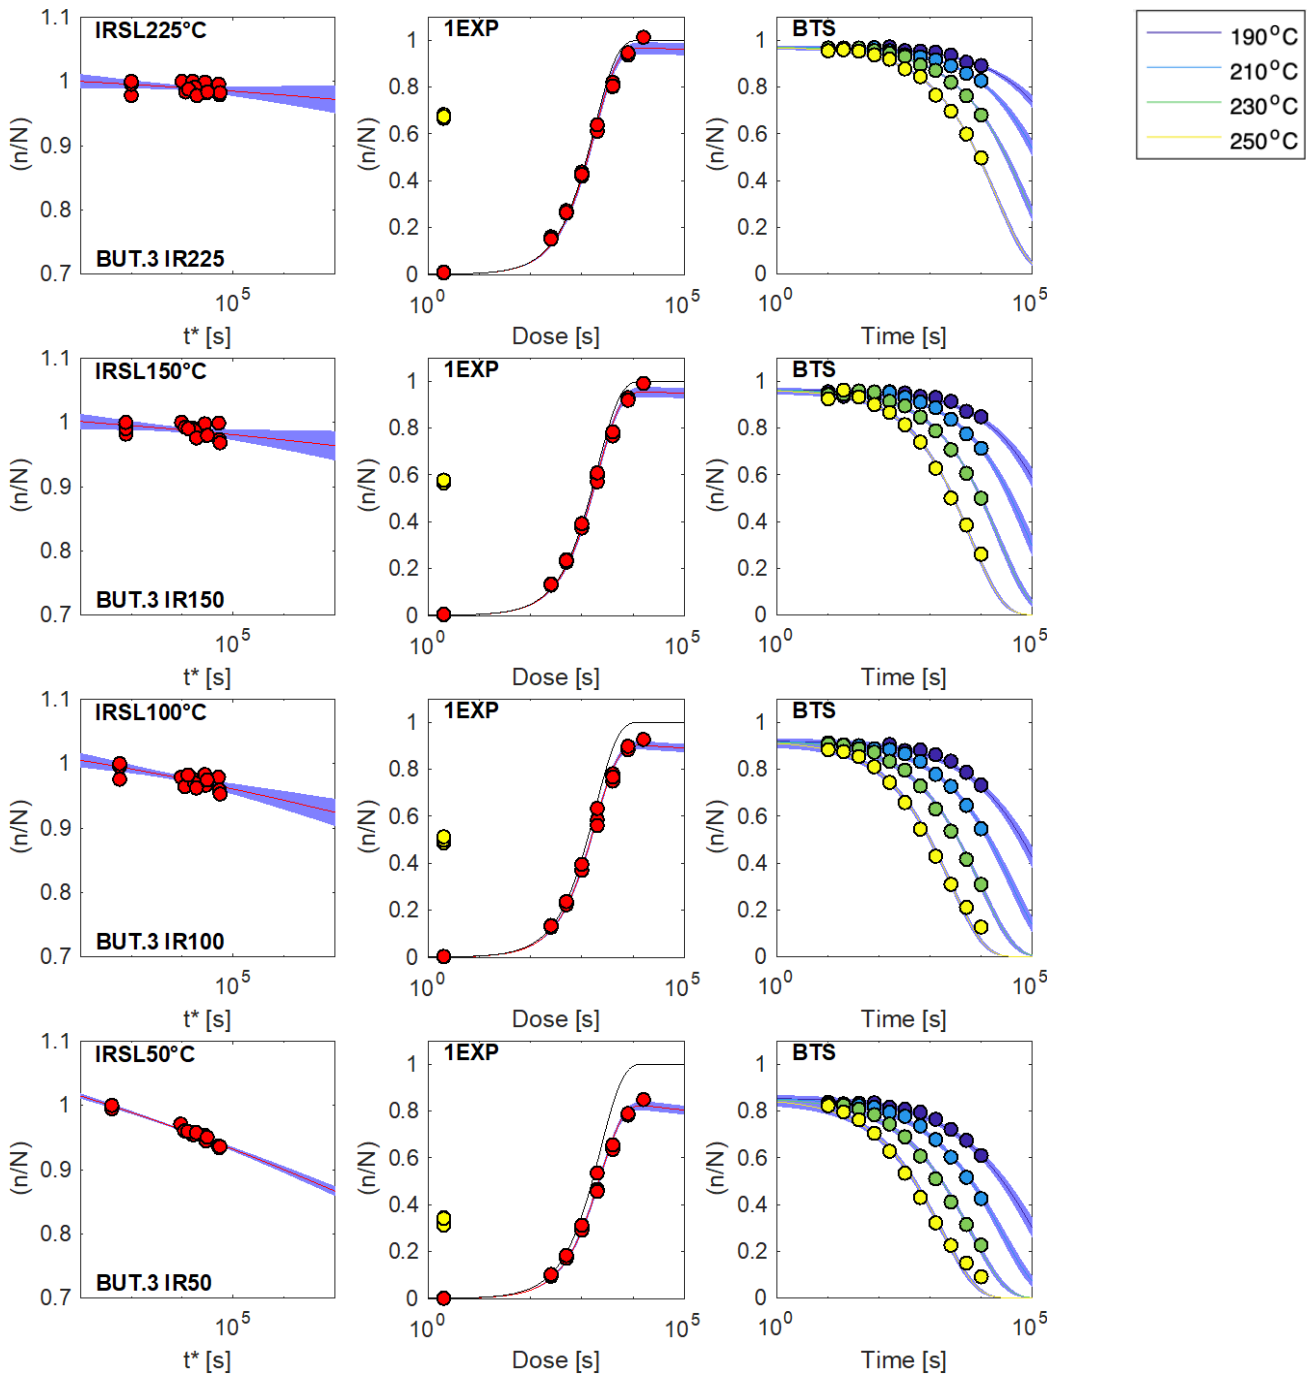 IRSL225°C
1.1
1
0.9
0.8
0.7
(n/N)
BUT.3 IR225
10^5
t* [s]
1EXP
1
0.8
0.6
0.4
0.2
0
(n/N)
10^0
10^5
Dose [s]
BTS
1
0.8
0.6
0.4
0.2
0
(n/N)
10^0
10^5
Time [s]
190°C
210°C
230°C
250°C
IRSL150°C
1.1
1
0.9
0.8
0.7
(n/N)
BUT.3 IR150
10^5
t* [s]
1EXP
1
0.8
0.6
0.4
0.2
0
(n/N)
10^0
10^5
Dose [s]
BTS
1
0.8
0.6
0.4
0.2
0
(n/N)
10^0
10^5
Time [s]
IRSL100°C
1.1
1
0.9
0.8
0.7
(n/N)
BUT.3 IR100
10^5
t* [s]
1EXP
1
0.8
0.6
0.4
0.2
0
(n/N)
10^0
10^5
Dose [s]
BTS
1
0.8
0.6
0.4
0.2
0
(n/N)
10^0
10^5
Time [s]
IRSL50°C
1.1
1
0.9
0.8
0.7
(n/N)
BUT.3 IR50
10^5
t* [s]
1EXP
1
0.8
0.6
0.4
0.2
0
(n/N)
10^0
10^5
Dose [s]
BTS
1
0.8
0.6
0.4
0.2
0
(n/N)
10^0
10^5
Time [s]